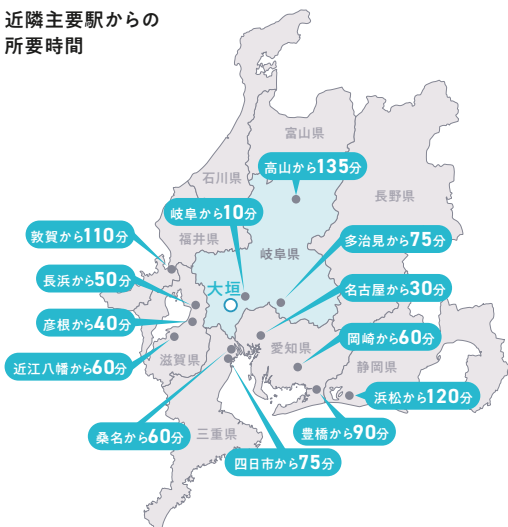 近隣主要駅からの
所要時間
富山県
高山から135分
石川県
長野県
岐阜から10分
敦賀から110分
福井県
多治見から75分
岐阜県
長浜から50分
大垣
名古屋から30分
彦根から40分
岡崎から60分
愛知県
滋賀県
静岡県
近江八幡から60分
浜松から120分
桑名から60分
三重県
豊橋から90分
四日市から75分